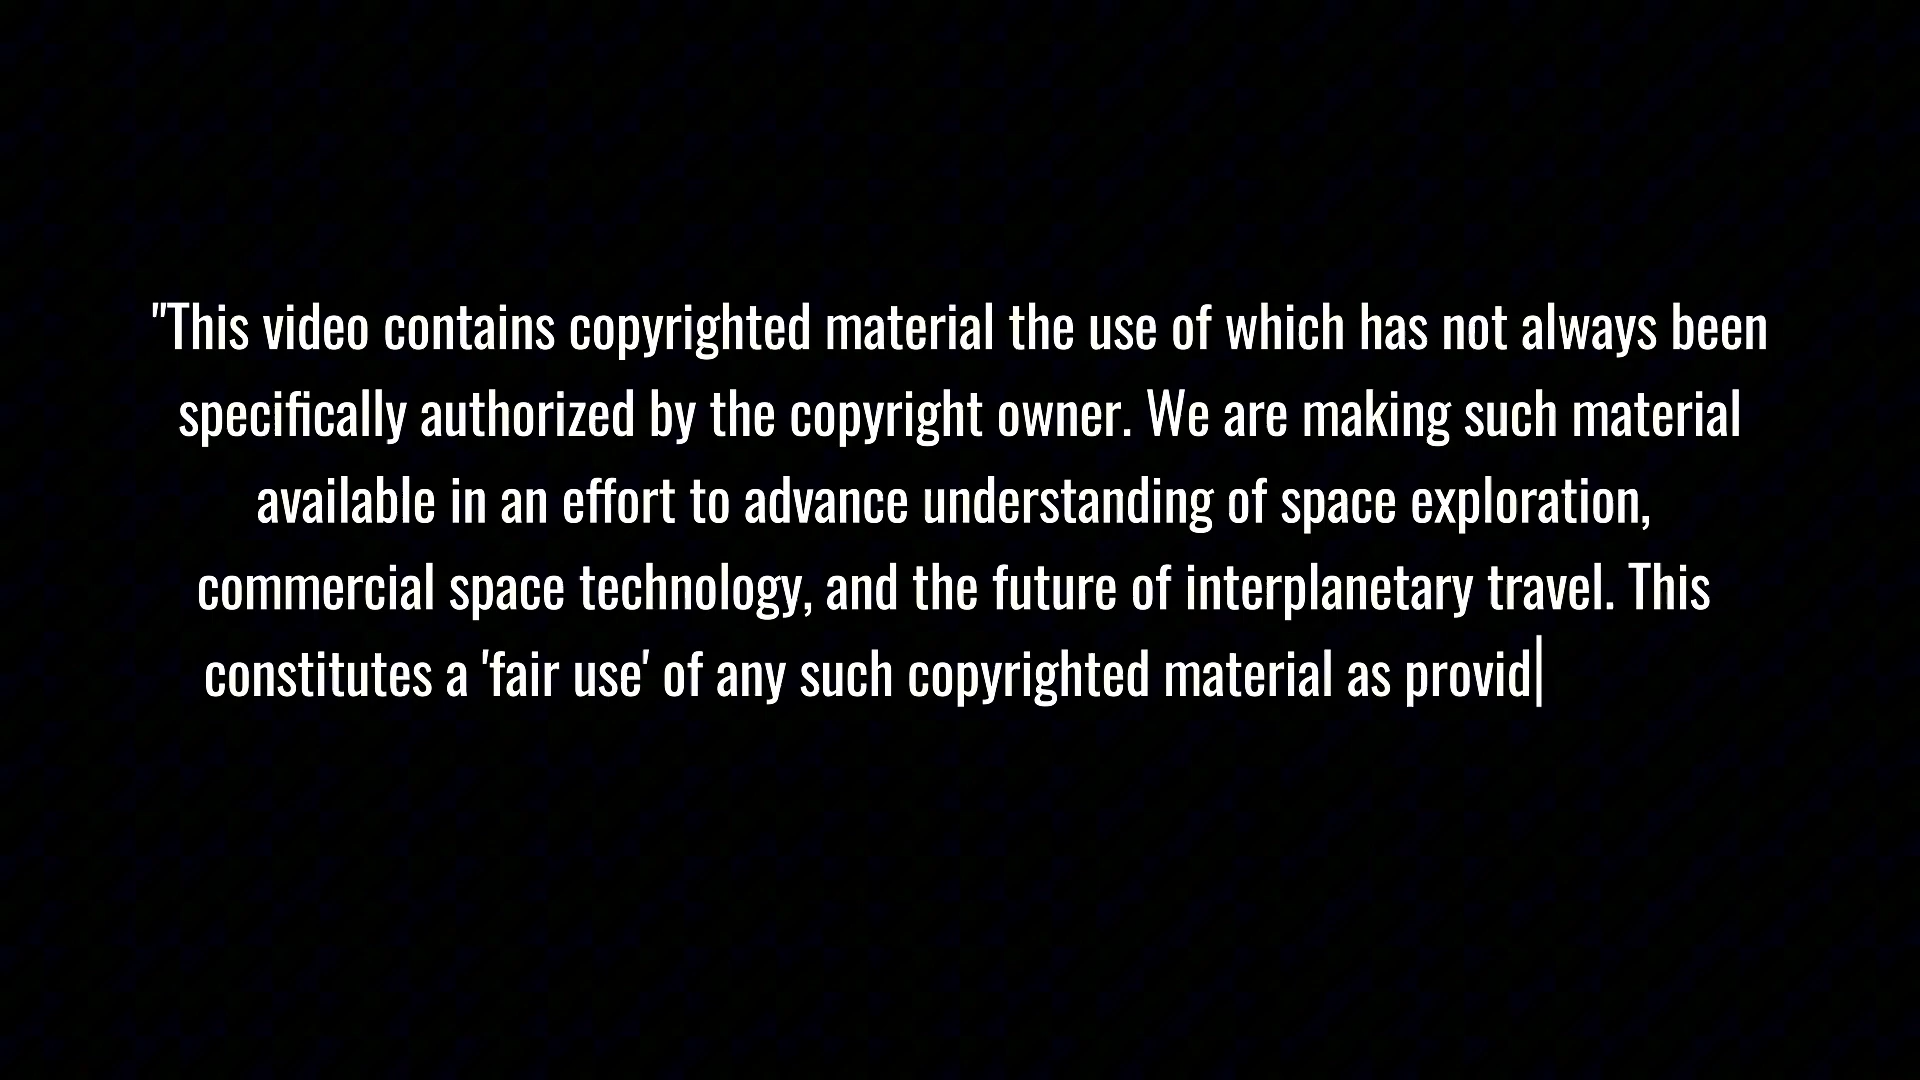 "This video contains copyrighted material the use of which has not always been
specifically authorized by the copyright owner. We are making such material
available in an effort to advance understanding of space exploration,
commercial space technology, and the future of interplanetary travel. This
constitutes a 'fair use' of any such copyrighted material as provid